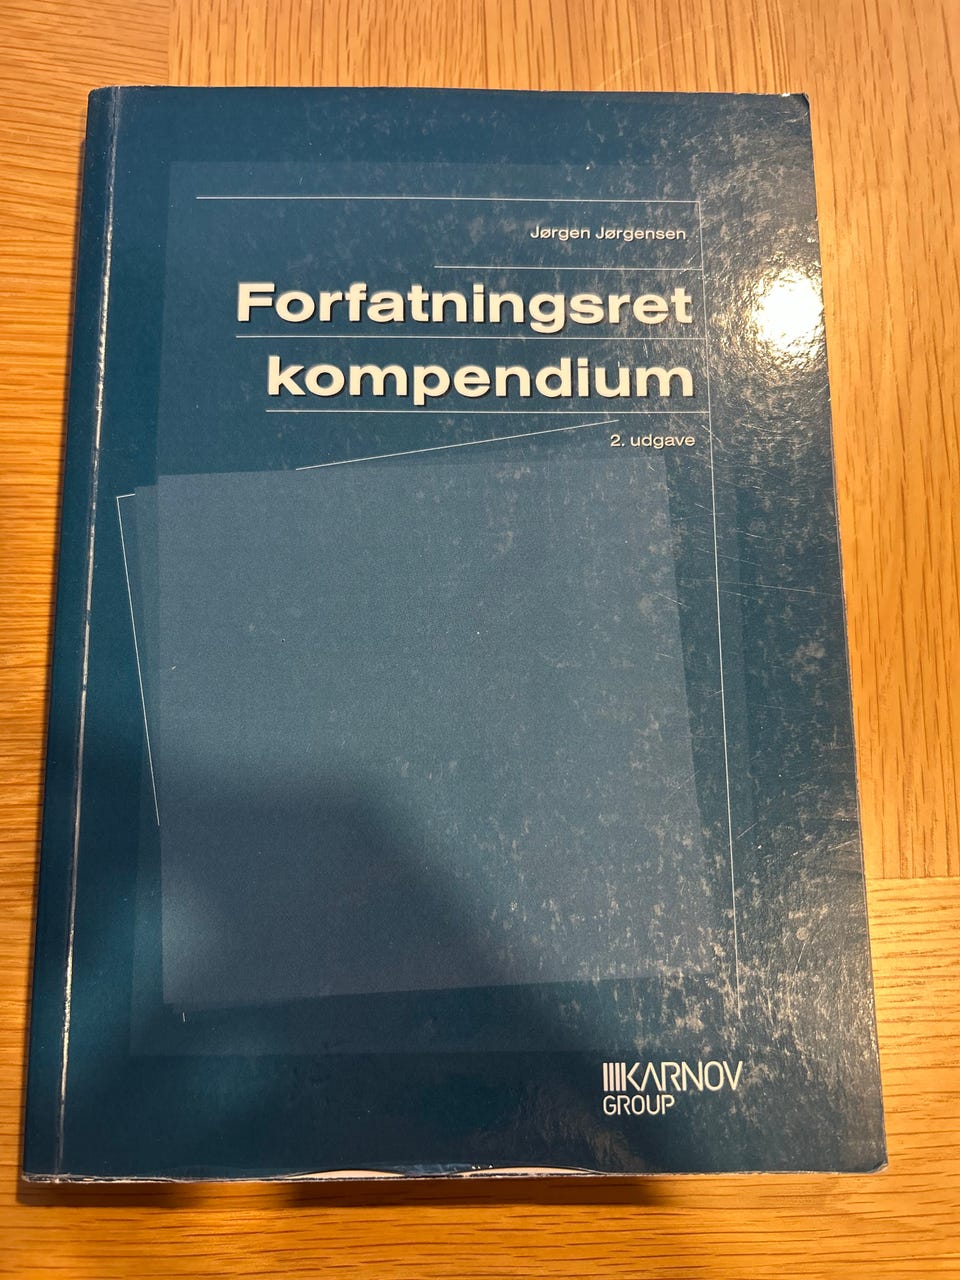 Jørgen Jørgensen
Forfatningsret
kompendium
2. udgave
KARNOV
GROUP